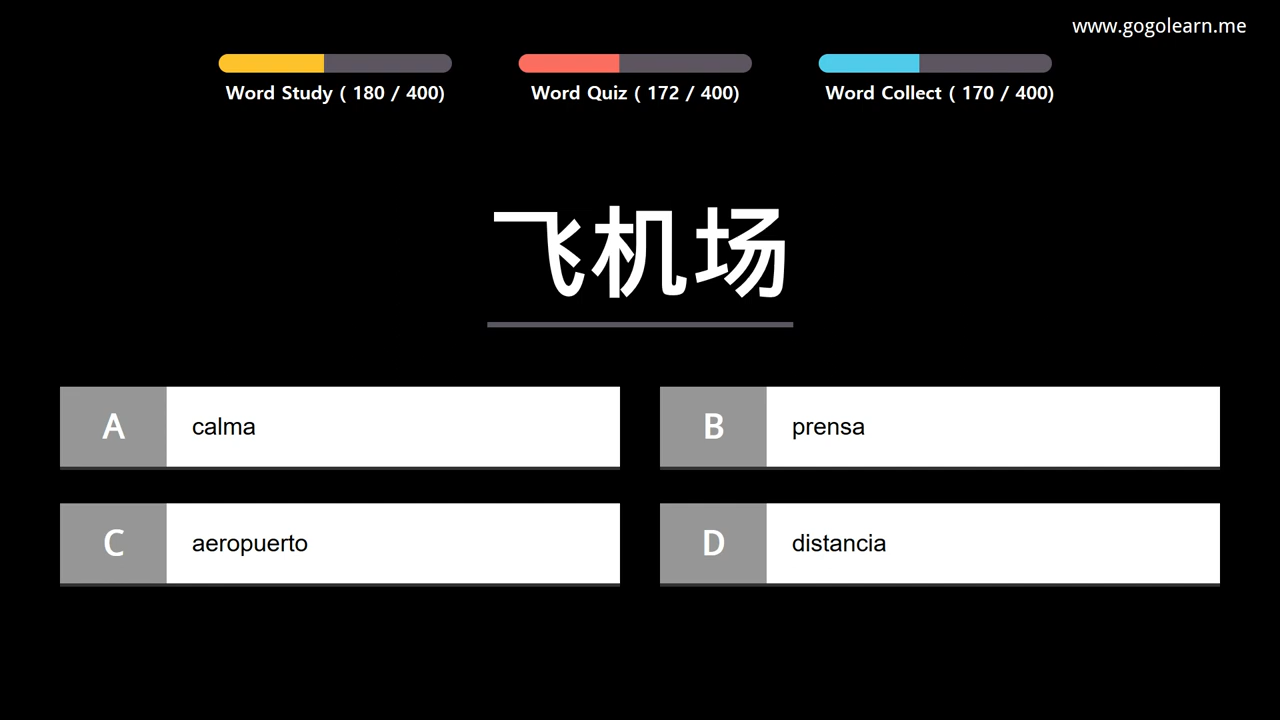 www.gogolearn.me
Word Study ( 180 / 400)
Word Quiz ( 172 / 400)
Word Collect ( 170 / 400)
飞机场
A calma
B prensa
C aeropuerto
D distancia